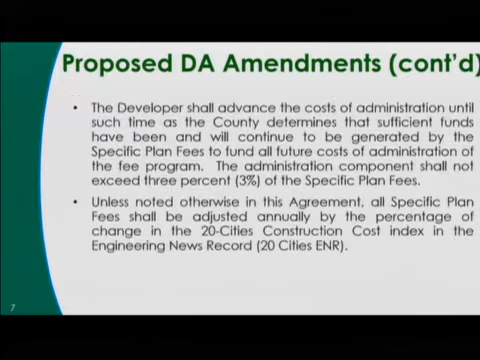 Proposed DA Amendments (cont'd)
• The Developer shall advance the costs of administration until
such time as the County determines that sufficient funds
have been and will continue to be generated by the
Specific Plan Fees to fund all future costs of administration of
the fee program. The administration component shall not
exceed three percent (3%) of the Specific Plan Fees.
• Unless noted otherwise in this Agreement, all Specific Plan
Fees shall be adjusted annually by the percentage of
change in the 20-Cities Construction Cost index in the
Engineering News Record (20 Cities ENR).
7